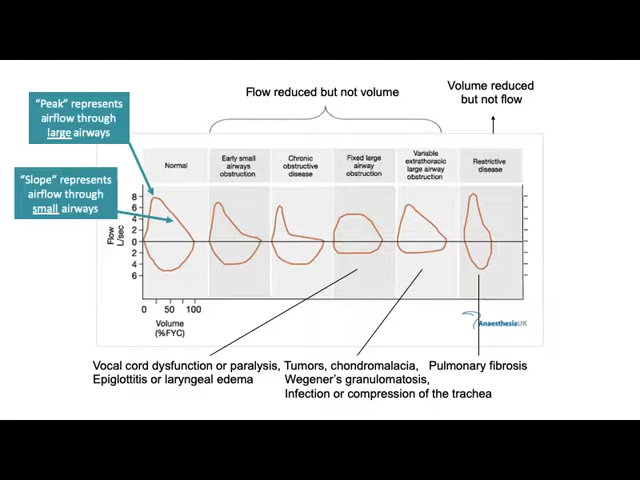 Flow reduced but not volume
Volume reduced
but not flow
"Peak" represents
airflow through
large airways
"Slope" represents
airflow through
small airways
Normal
Early small
airways
obstruction
Chronic
obstructive
disease
Fixed large
airway
obstruction
Variable
extrathoracic
large airway
obstruction
Restrictive
disease
Flow
L/sec
8
6
4
2
0
2
4
6
0
50
100
Volume
(%FYC)
AnaesthesiaUK
Vocal cord dysfunction or paralysis,
Epiglottitis or laryngeal edema
Tumors, chondromalacia,
Wegener's granulomatosis,
Infection or compression of the trachea
Pulmonary fibrosis